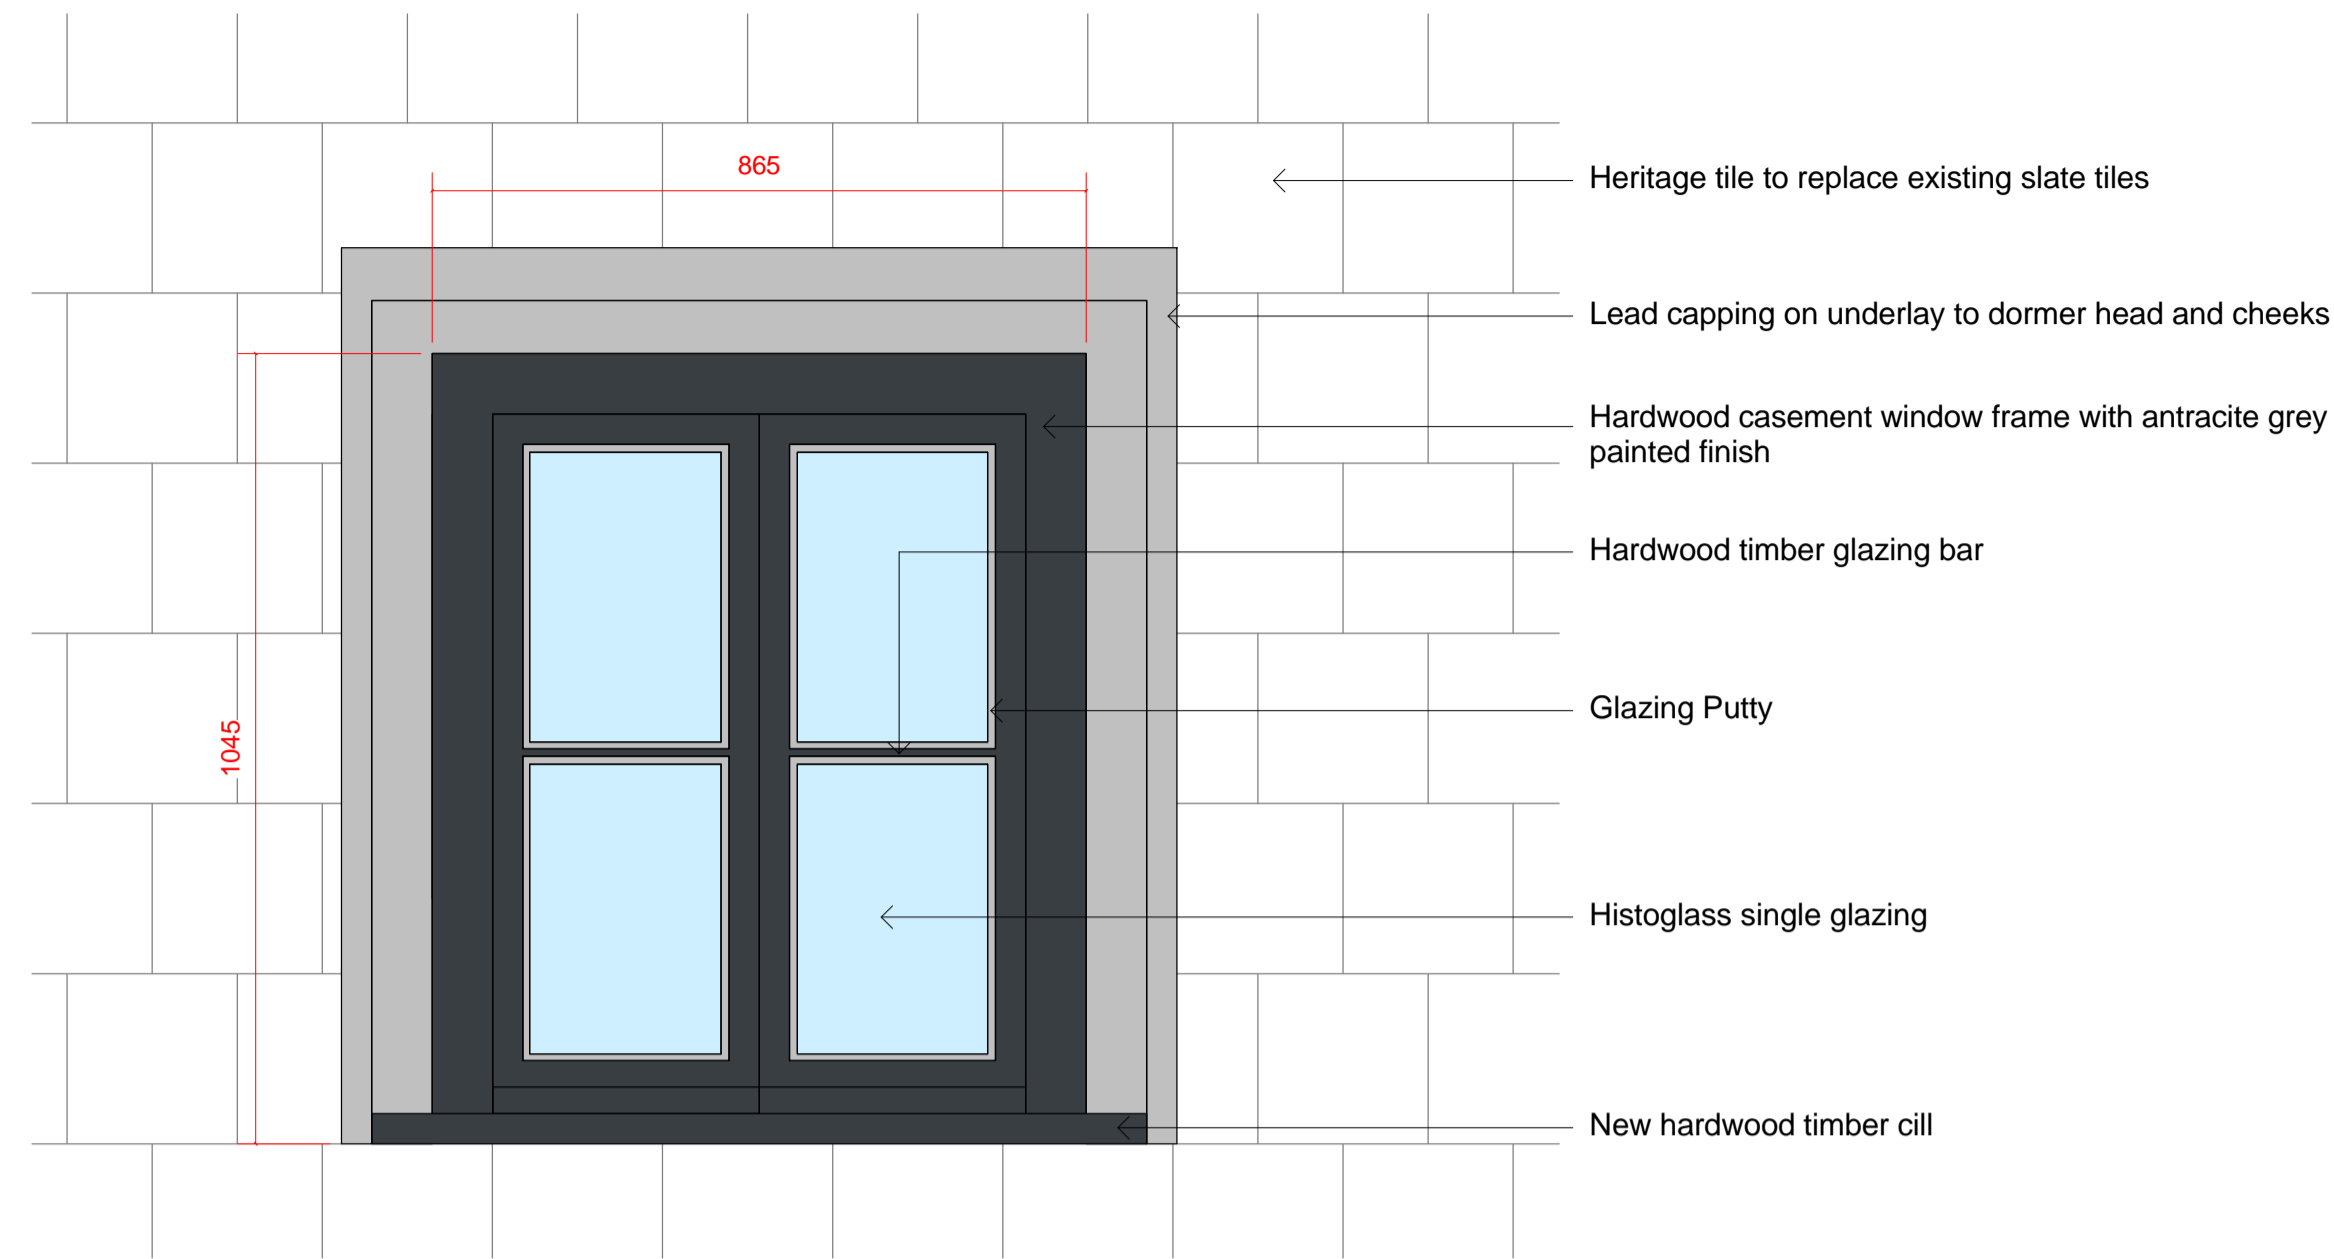 865
Heritage tile to replace existing slate tiles
Lead capping on underlay to dormer head and cheeks
Hardwood casement window frame with antracite grey
painted finish
Hardwood timber glazing bar
Glazing Putty
1045
Histoglass single glazing
New hardwood timber cill